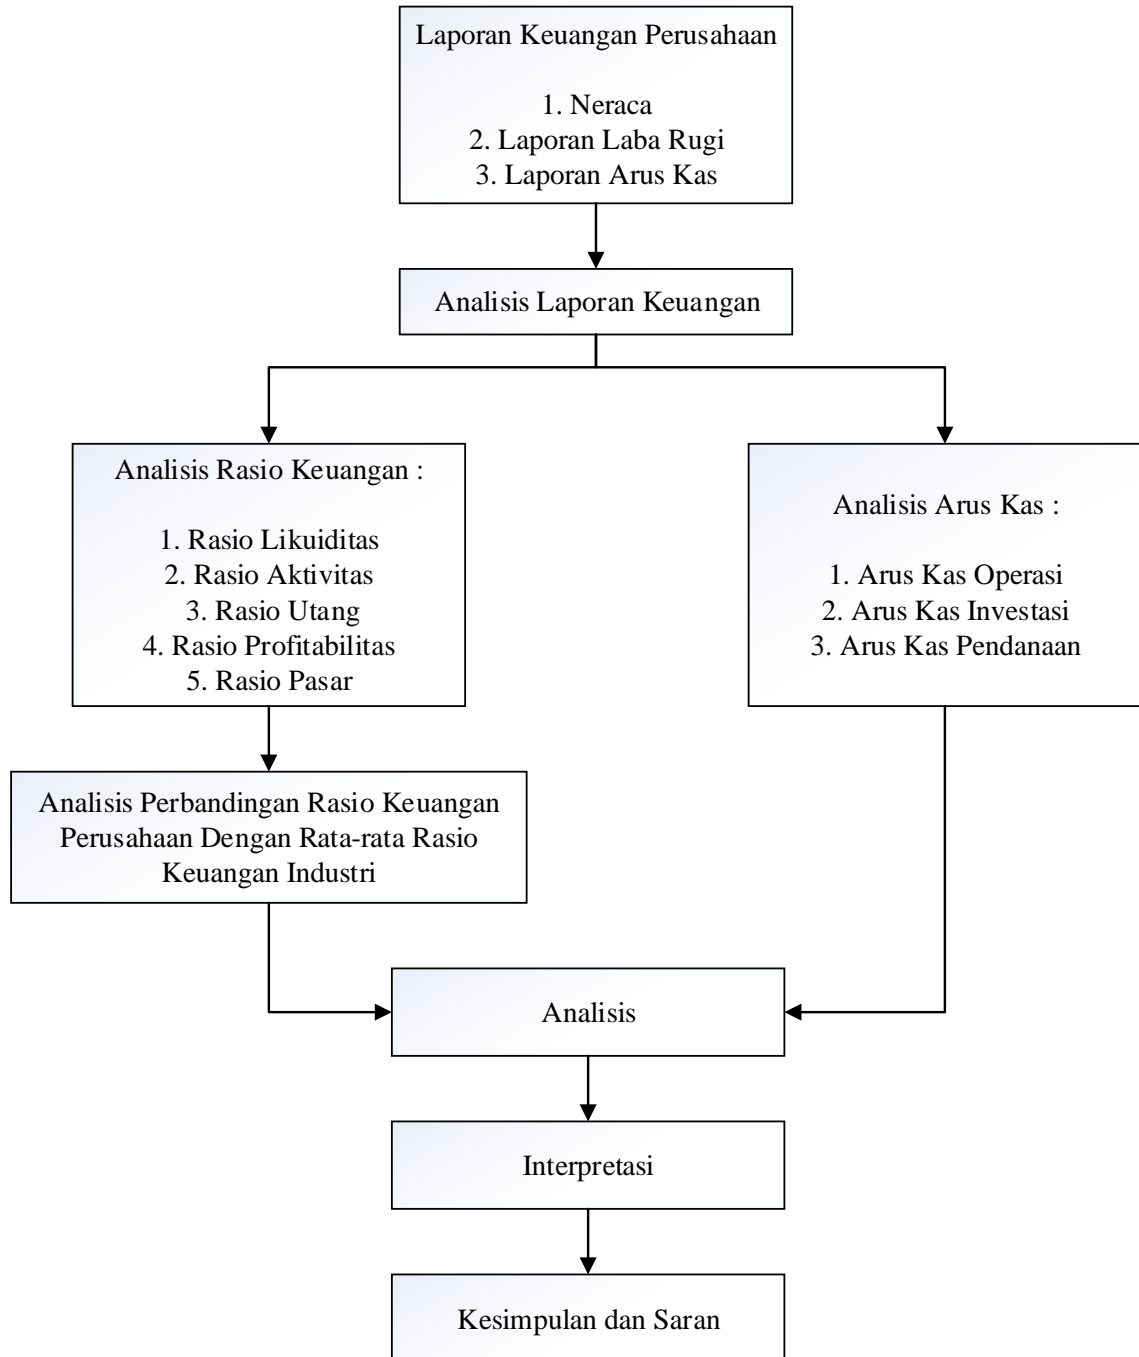 Laporan Keuangan Perusahaan
1. Neraca
2. Laporan Laba Rugi
3. Laporan Arus Kas
Analisis Laporan Keuangan
Analisis Rasio Keuangan :
1. Rasio Likuiditas
2. Rasio Aktivitas
3. Rasio Utang
4. Rasio Profitabilitas
5. Rasio Pasar
Analisis Arus Kas :
1. Arus Kas Operasi
2. Arus Kas Investasi
3. Arus Kas Pendanaan
Analisis Perbandingan Rasio Keuangan
Perusahaan Dengan Rata-rata Rasio
Keuangan Industri
Analisis
Interpretasi
Kesimpulan dan Saran